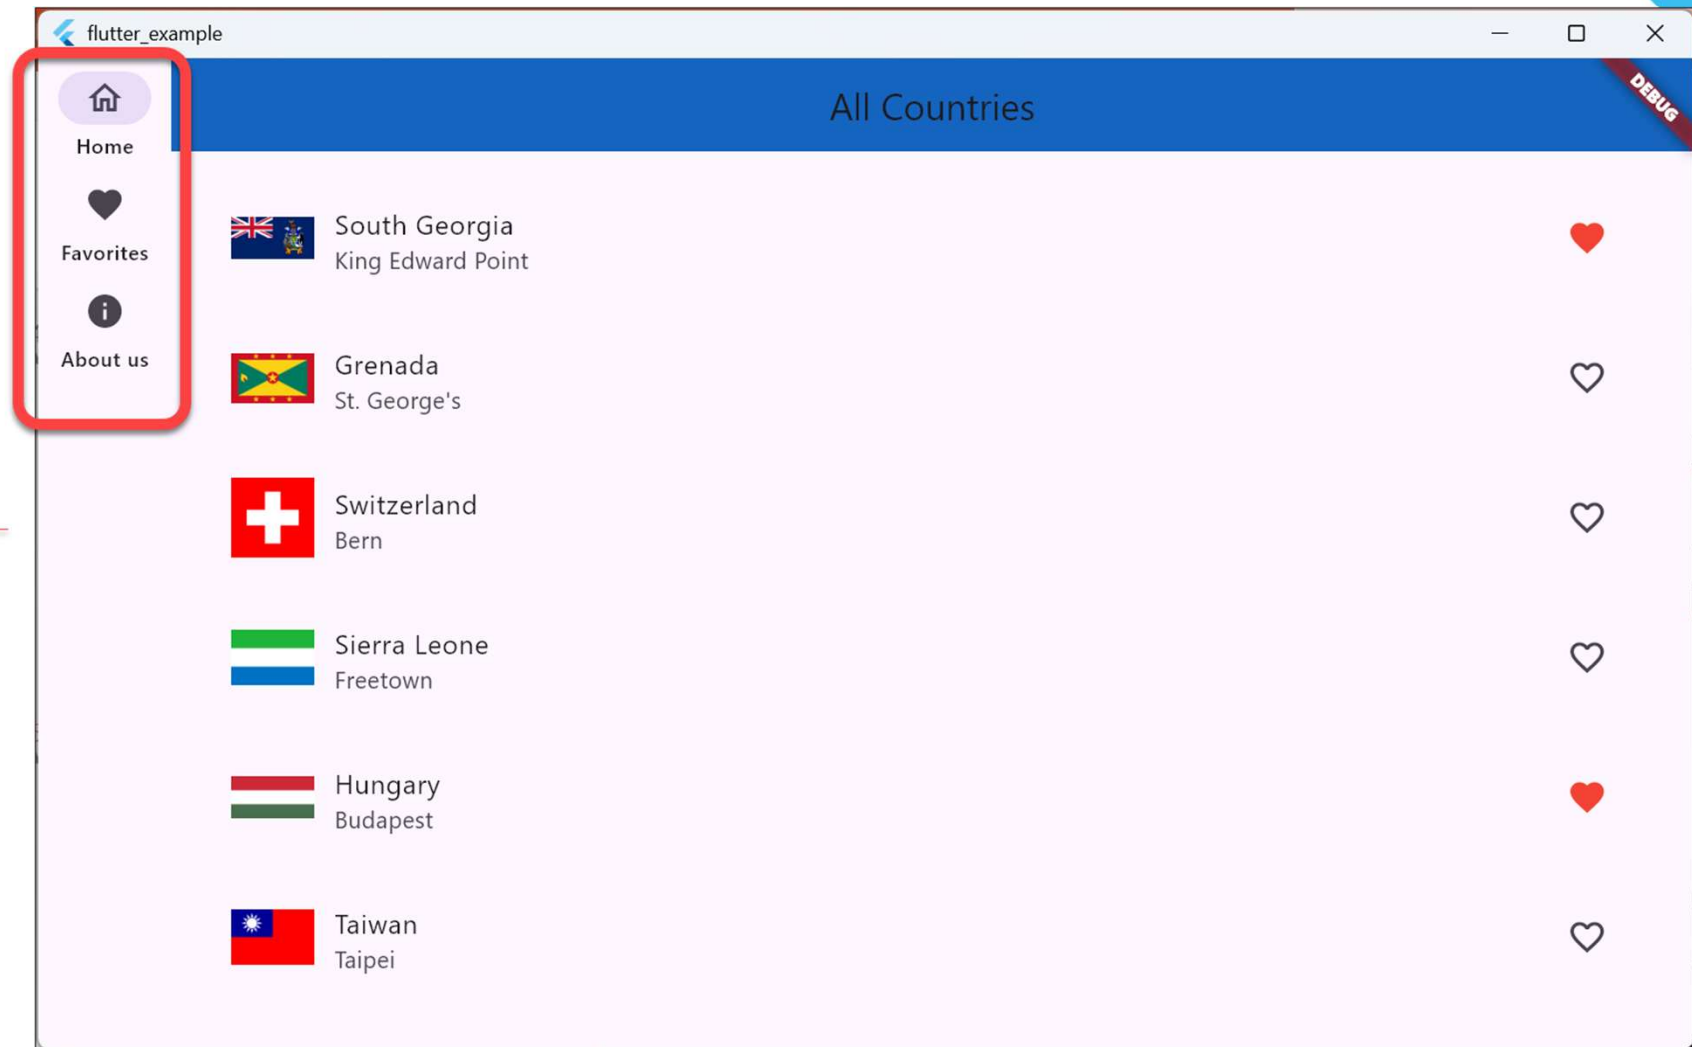 flutter_example
All Countries
DEBUG
Home
Favorites
About us
South Georgia
King Edward Point
Grenada
St. George's
Switzerland
Bern
Sierra Leone
Freetown
Hungary
Budapest
Taiwan
Taipei